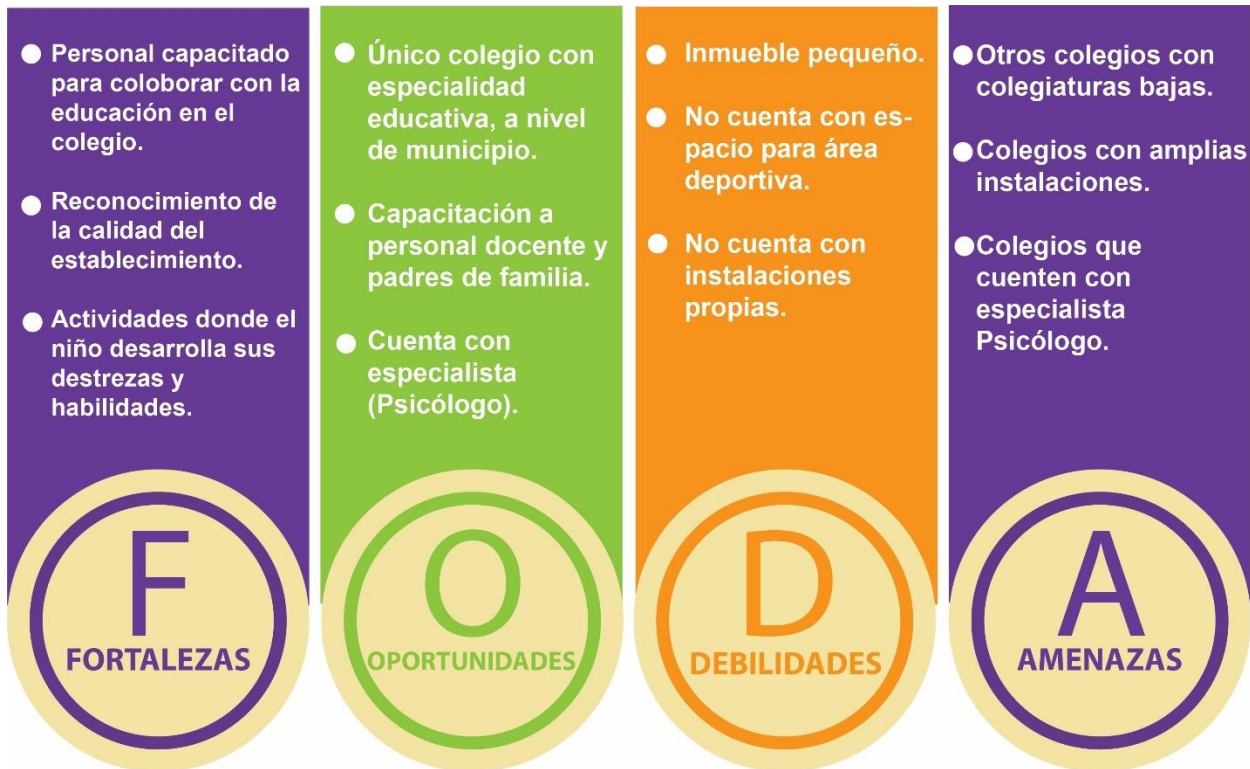 ● Personal capacitado
para coloborar con la
educación en el
colegio.
● Reconocimiento de
la calidad del
establecimiento.
● Actividades donde el
niño desarrolla sus
destrezas y
habilidades.
F
FORTALEZAS
● Único colegio con
especialidad
educativa, a nivel
de municipio.
● Capacitación a
personal docente y
padres de familia.
● Cuenta con
especialista
(Psicólogo).
O
OPORTUNIDADES
● Inmueble pequeño.
● No cuenta con es-
pacio para área
deportiva.
● No cuenta con
instalaciones
propias.
D
DEBILIDADES
● Otros colegios con
colegiaturas bajas.
● Colegios con amplias
instalaciones.
● Colegios que
cuenten con
especialista
Psicólogo.
A
AMENAZAS